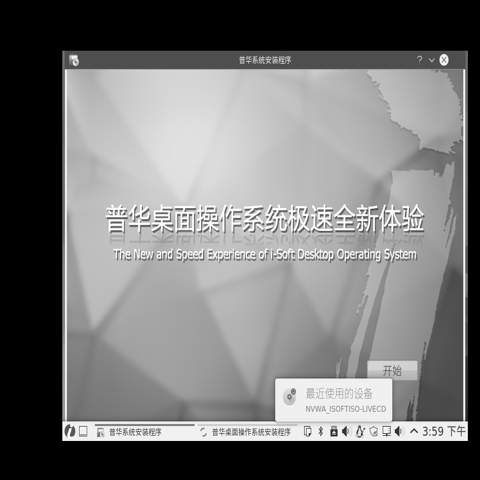 普华系统安装程序
普华桌面操作系统极速全新体验
The New and Speed Experience of i-Soft Desktop Operating System
开始
最近使用的设备
NVWA_ISOFTISO-LIVECD
普华系统安装程序
普华桌面操作系统安装程序
3:59 下午